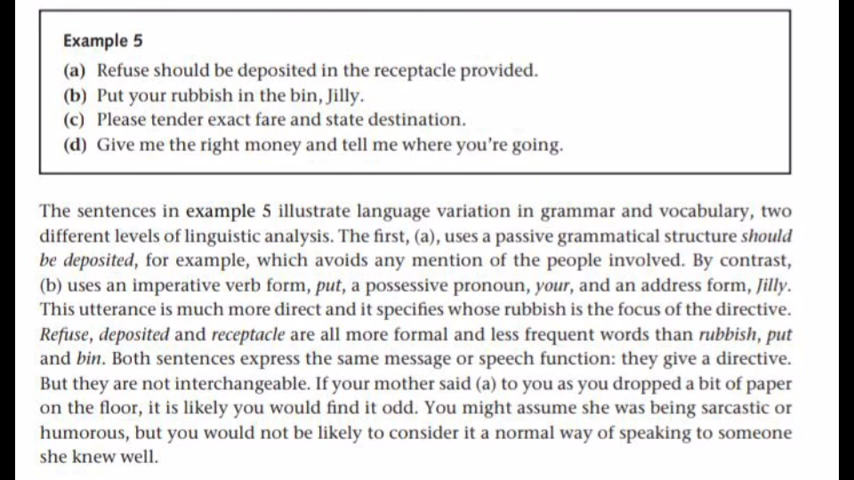 Example 5
(a) Refuse should be deposited in the receptacle provided.
(b) Put your rubbish in the bin, Jilly.
(c) Please tender exact fare and state destination.
(d) Give me the right money and tell me where you're going.
The sentences in example 5 illustrate language variation in grammar and vocabulary, two
different levels of linguistic analysis. The first, (a), uses a passive grammatical structure should
be deposited, for example, which avoids any mention of the people involved. By contrast,
(b) uses an imperative verb form, put, a possessive pronoun, your, and an address form, Jilly.
This utterance is much more direct and it specifies whose rubbish is the focus of the directive.
Refuse, deposited and receptacle are all more formal and less frequent words than rubbish, put
and bin. Both sentences express the same message or speech function: they give a directive.
But they are not interchangeable. If your mother said (a) to you as you dropped a bit of paper
on the floor, it is likely you would find it odd. You might assume she was being sarcastic or
humorous, but you would not be likely to consider it a normal way of speaking to someone
she knew well.